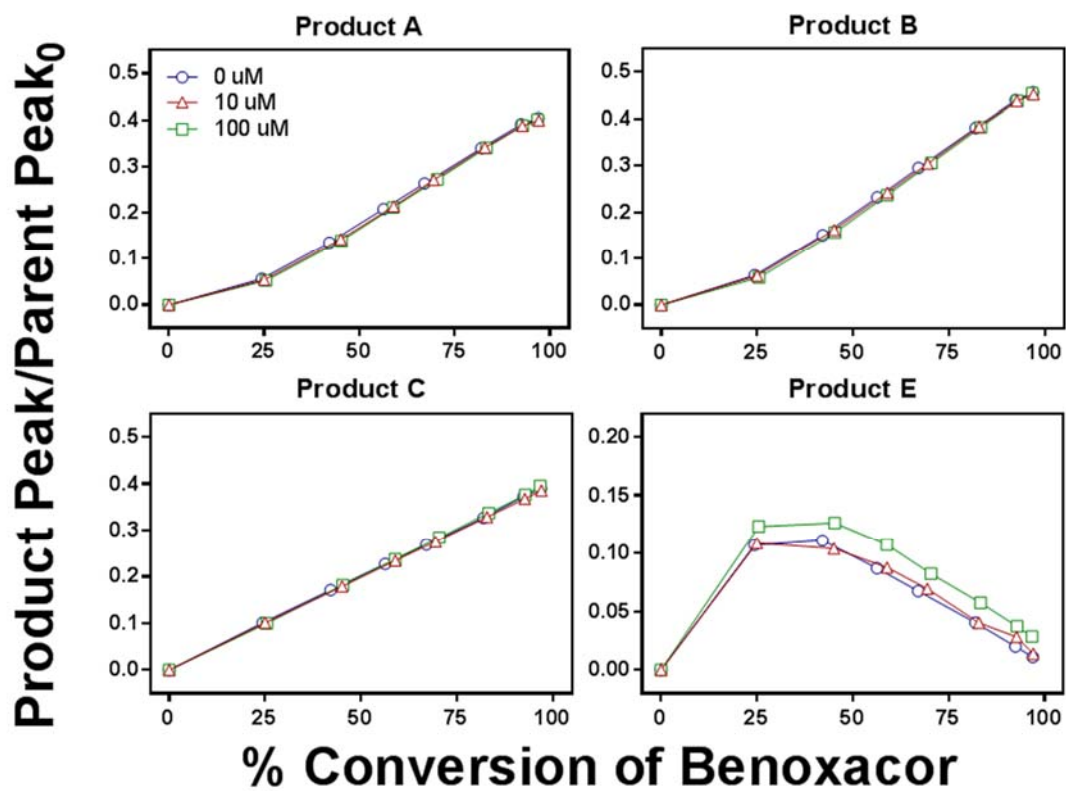 Product Peak/Parent Peak0
Product A
0.5
0.4
0.3
0.2
0.1
0.0
0 uM
10 uM
100 uM
0 25 50 75 100
Product B
0.5
0.4
0.3
0.2
0.1
0.0
0 25 50 75 100
Product C
0.5
0.4
0.3
0.2
0.1
0.0
0 25 50 75 100
Product E
0.20
0.15
0.10
0.05
0.00
0 25 50 75 100
% Conversion of Benoxacor